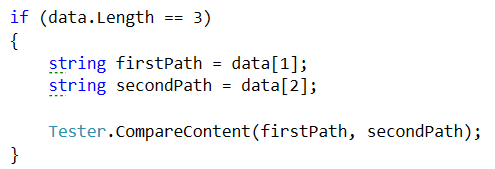 if (data.Length == 3)
{
    string firstPath = data[1];
    string secondPath = data[2];

    Tester.CompareContent(firstPath, secondPath);
}